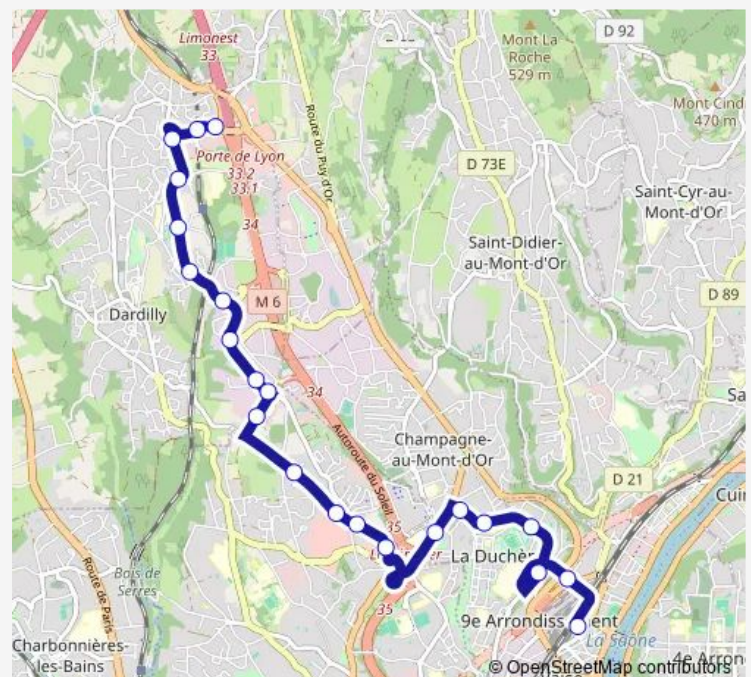 Limonest
33
D 92
Mont La
Roche
529 m
Mont Cind
470 m
Route du Puy d'Or
Porte de Lyon
33.2
33.1
D 73E
Saint-Cyr-au-
Mont-d'Or
34
Saint-Didier-
au-Mont-d'Or
M 6
D 89
Dardilly
34
Sa
Autoroute du Soleil
Champagne-
au-Mont-d'Or
D 21
Cuir
35
La Duchèr
Bois de
Serres
Route de Paris
35
9e Arrondiss
ent
La Saône
Charbonnières-
les-Bains
© OpenStreetMap contributors